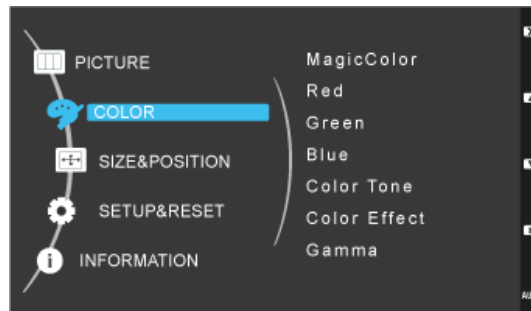 PICTURE
COLOR
SIZE&POSITION
SETUP&RESET
INFORMATION
MagicColor
Red
Green
Blue
Color Tone
Color Effect
Gamma